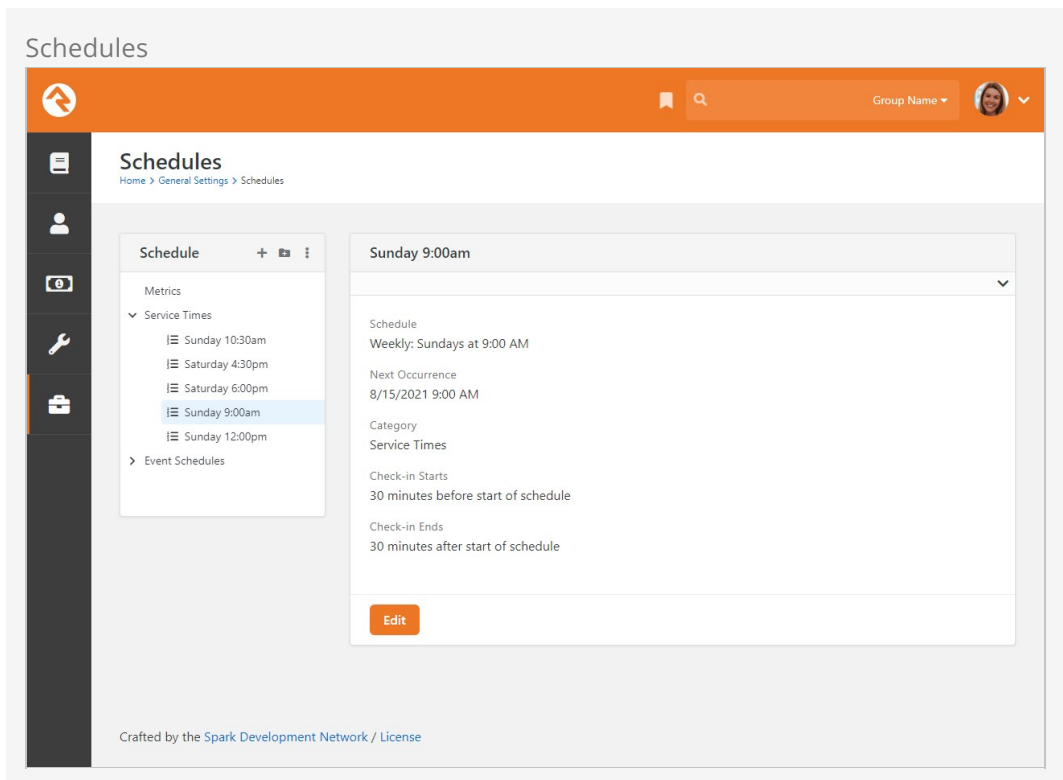 Schedules
Group Name
Schedules
Home > General Settings > Schedules
Schedule
Metrics
Service Times
Sunday 10:30am
Saturday 4:30pm
Saturday 6:00pm
Sunday 9:00am
Sunday 12:00pm
Event Schedules
Sunday 9:00am
Schedule
Weekly: Sundays at 9:00 AM
Next Occurrence
8/15/2021 9:00 AM
Category
Service Times
Check-in Starts
30 minutes before start of schedule
Check-in Ends
30 minutes after start of schedule
Edit
Crafted by the Spark Development Network / License